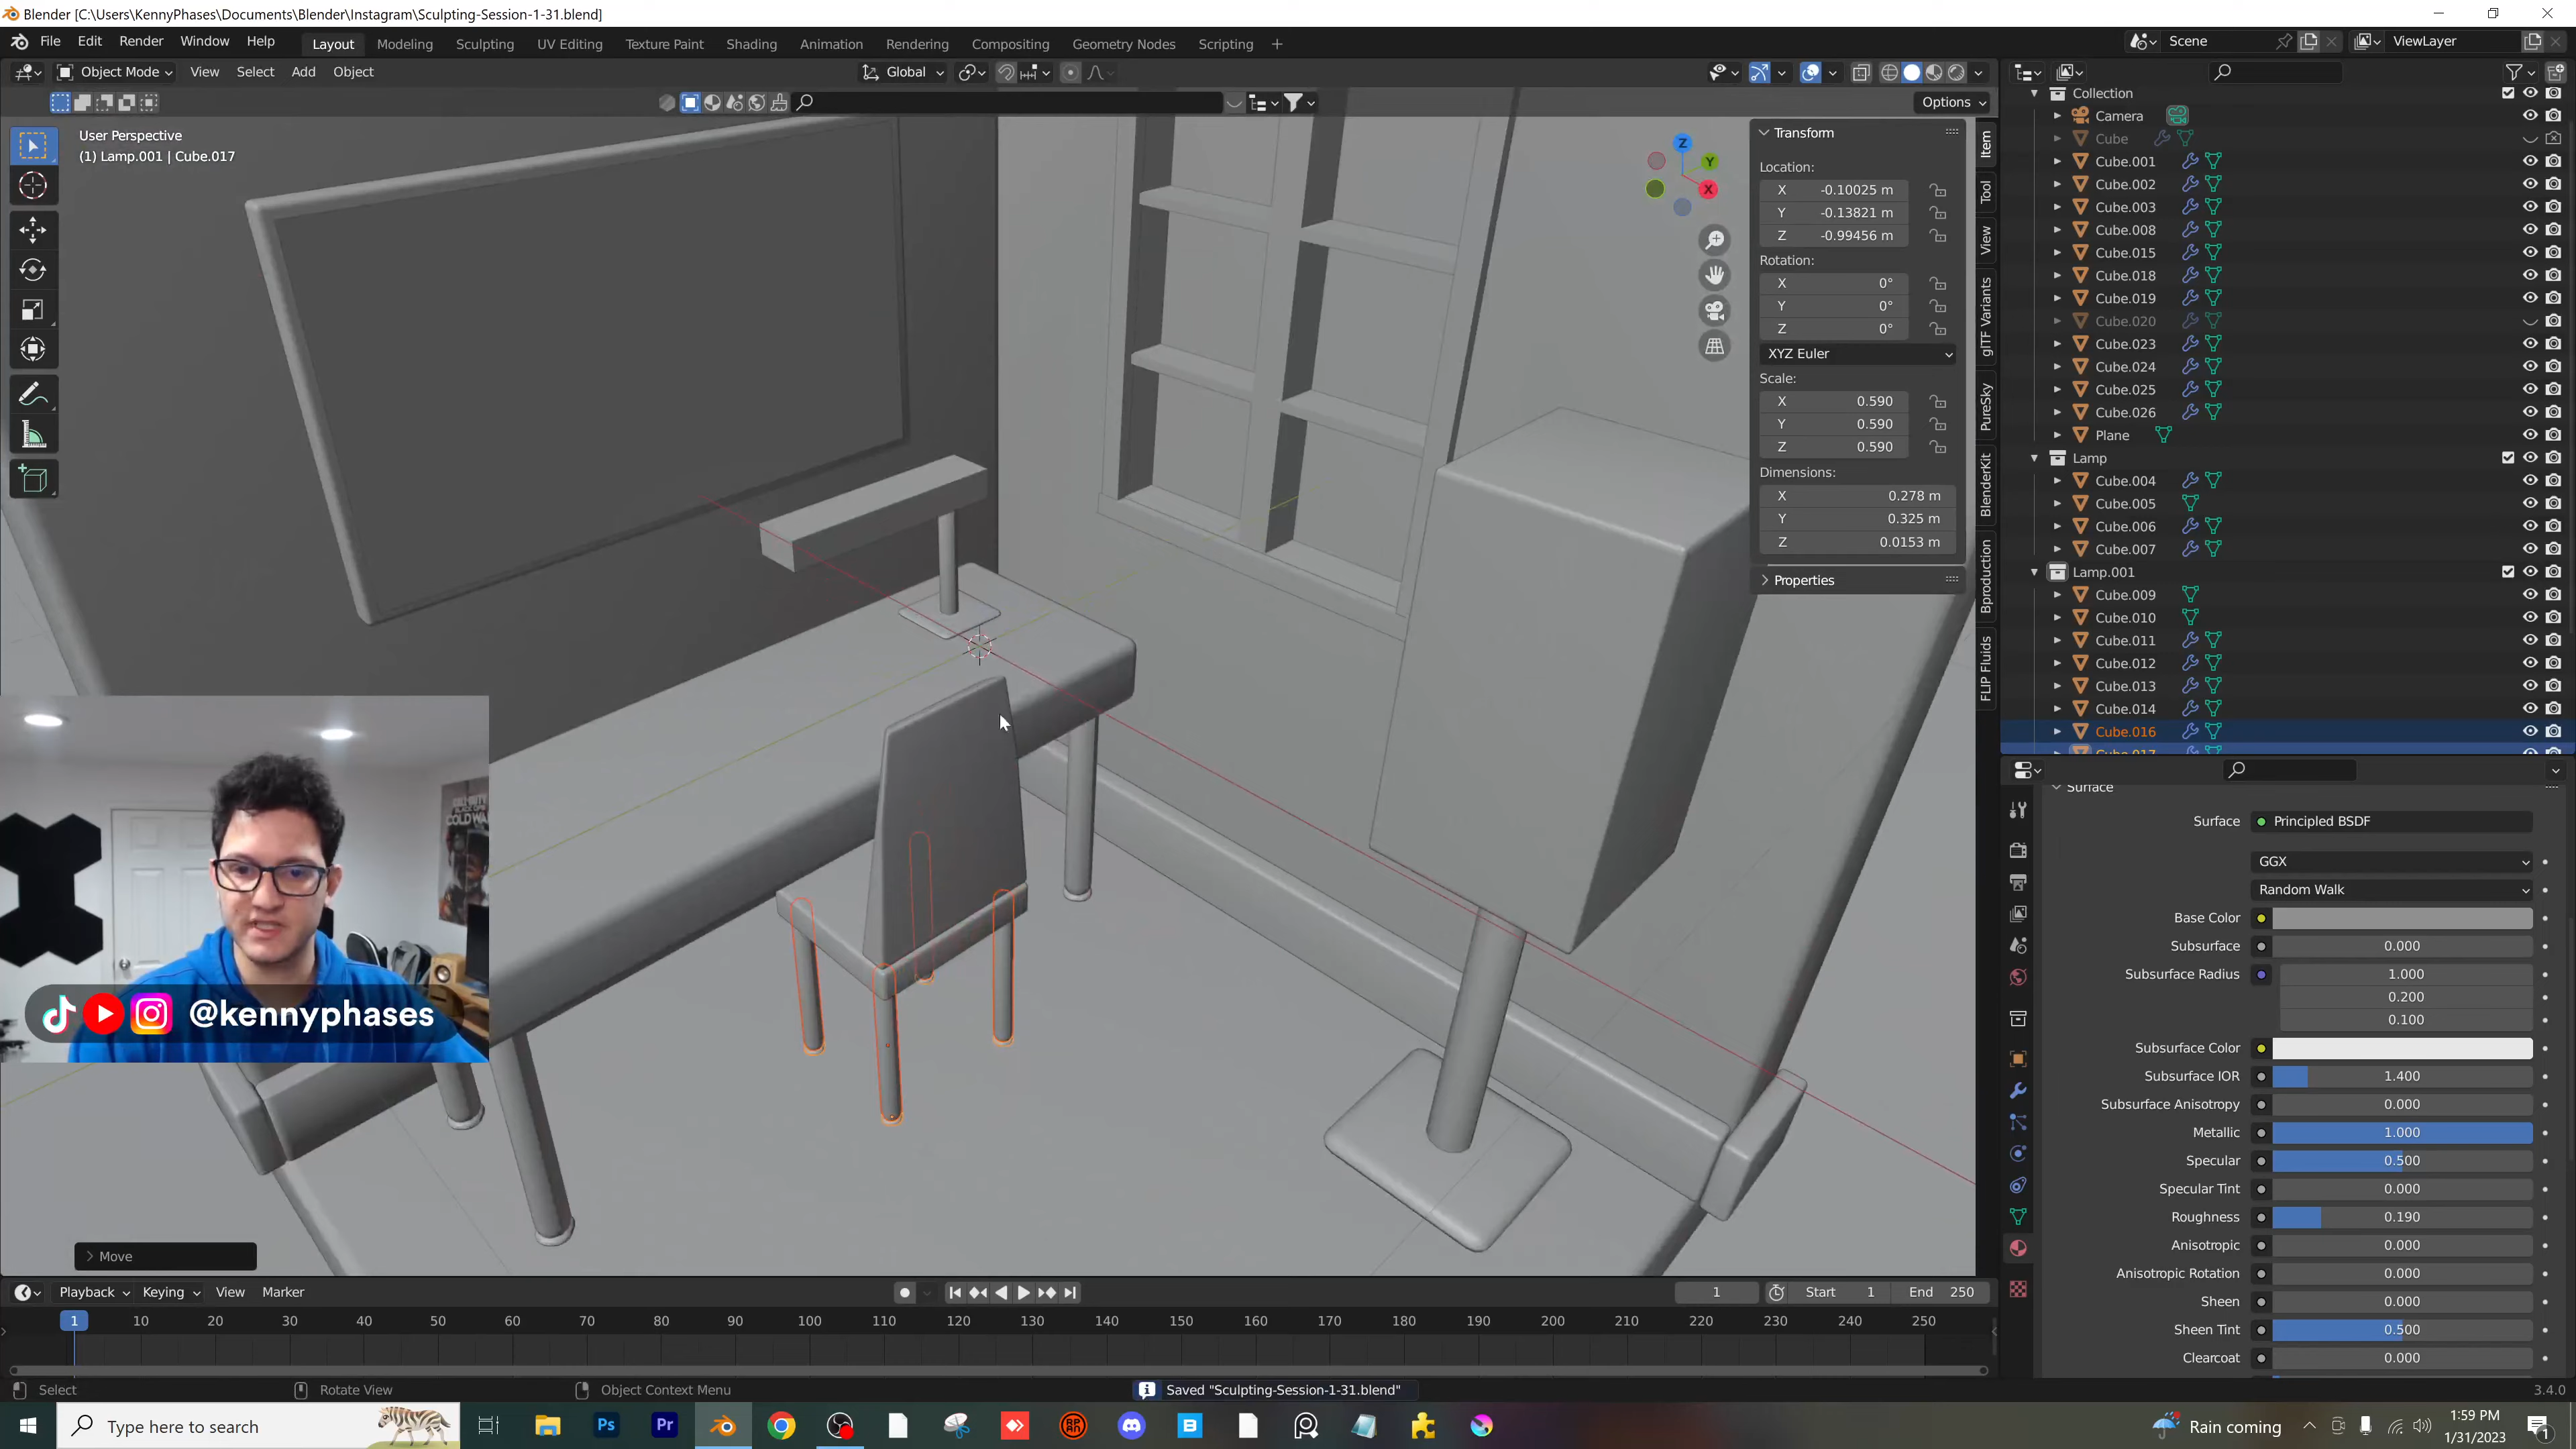 Blender [C:\Users\KennyPhases\Documents\Blender\Instagram\Sculpting-Session-1-31.blend]
File Edit Render Window Help Layout Modeling Sculpting UV Editing Texture Paint Shading Animation Rendering Compositing Geometry Nodes Scripting + Scene ViewLayer
Object Mode View Select Add Object Global
Options
User Perspective
(1) Lamp.001 | Cube.017
Z
Y
X
Transform
Location:
X -0.10025 m
Y -0.13821 m
Z -0.99456 m
Rotation:
X 0°
Y 0°
Z 0°
XYZ Euler
Scale:
X 0.590
Y 0.590
Z 0.590
Dimensions:
X 0.278 m
Y 0.325 m
Z 0.0153 m
Properties
Item
Tool
View
glTF Variants
PureSky
BlenderKit
Bproduction
FLIP Fluids
Collection
Camera
Cube
Cube.001
Cube.002
Cube.003
Cube.008
Cube.015
Cube.018
Cube.019
Cube.020
Cube.023
Cube.024
Cube.025
Cube.026
Plane
Lamp
Cube.004
Cube.005
Cube.006
Cube.007
Lamp.001
Cube.009
Cube.010
Cube.011
Cube.012
Cube.013
Cube.014
Cube.016
Cube.017
Surface
Surface Principled BSDF
GGX
Random Walk
Base Color
Subsurface 0.000
Subsurface Radius 1.000
0.200
0.100
Subsurface Color
Subsurface IOR 1.400
Subsurface Anisotropy 0.000
Metallic 1.000
Specular 0.500
Specular Tint 0.000
Roughness 0.190
Anisotropic 0.000
Anisotropic Rotation 0.000
Sheen 0.000
Sheen Tint 0.500
Clearcoat 0.000
COLD WAR
@kennyphases
Move
Playback Keying View Marker 1 Start 1 End 250
1 10 20 30 40 50 60 70 80 90 100 110 120 130 140 150 160 170 180 190 200 210 220 230 240 250
Select Rotate View Object Context Menu Saved "Sculpting-Session-1-31.blend" 3.4.0
Type here to search Ps Pr B Rain coming 1:59 PM
1/31/2023
1